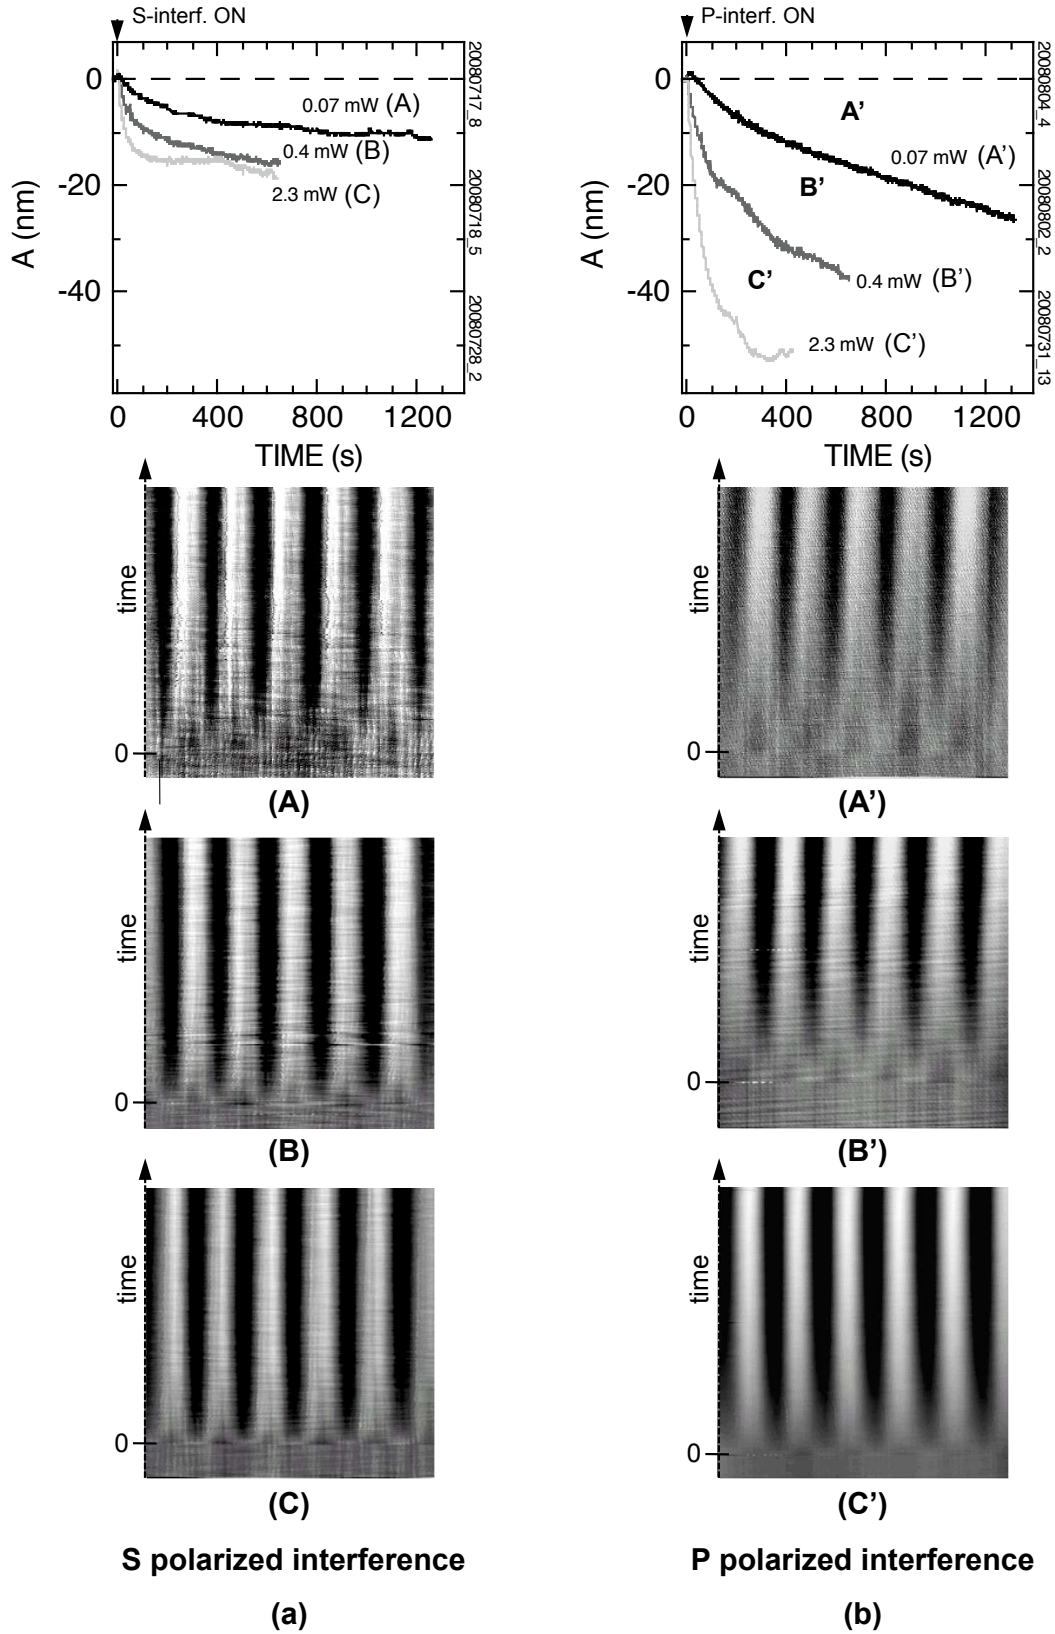 S-interf. ON
0
-20
-40
A (nm)
0.07 mW (A)
0.4 mW (B)
2.3 mW (C)
20080717_8
20080718_5
20080728_2
0 400 800 1200
TIME (s)
P-interf. ON
0
-20
-40
A (nm)
A’
B’
C’
0.07 mW (A’)
0.4 mW (B’)
2.3 mW (C’)
20080804_4
20080802_2
20080731_13
0 400 800 1200
TIME (s)
time
0
(A)
time
0
(A’)
time
0
(B)
time
0
(B’)
time
0
(C)
time
0
(C’)
S polarized interference
P polarized interference
(a)
(b)